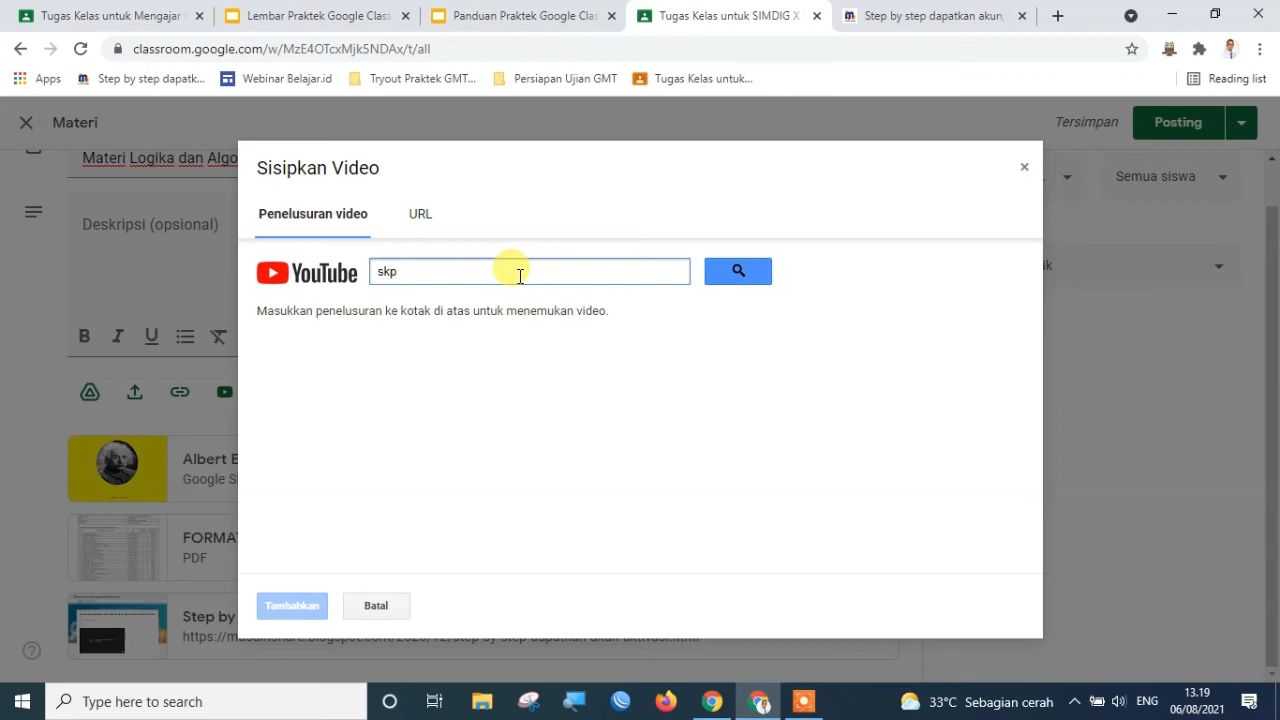 Tugas Kelas untuk Mengajar E
Lembar Praktek Google Class
Panduan Praktek Google Clas
Tugas Kelas untuk SIMDIG X
Step by step dapatkan akun
classroom.google.com/w/MzE4OTcxMjk5NDAx/t/all
Apps
Step by step dapatk...
Webinar Belajar.id
Tryout Praktek GMT...
Persiapan Ujian GMT
Tugas Kelas untuk...
Reading list
Materi
Tersimpan
Posting
Materi Logika dan Algo
Semua siswa
Deskripsi (opsional)
Sisipkan Video
Penelusuran video
URL
YouTube
skp
Masukkan penelusuran ke kotak di atas untuk menemukan video.
B I U
Albert E
Google Sl
FORMA
PDF
Step by
Tambahkan
Batal
Type here to search
33°C Sebagian cerah
ENG
13.19
06/08/2021